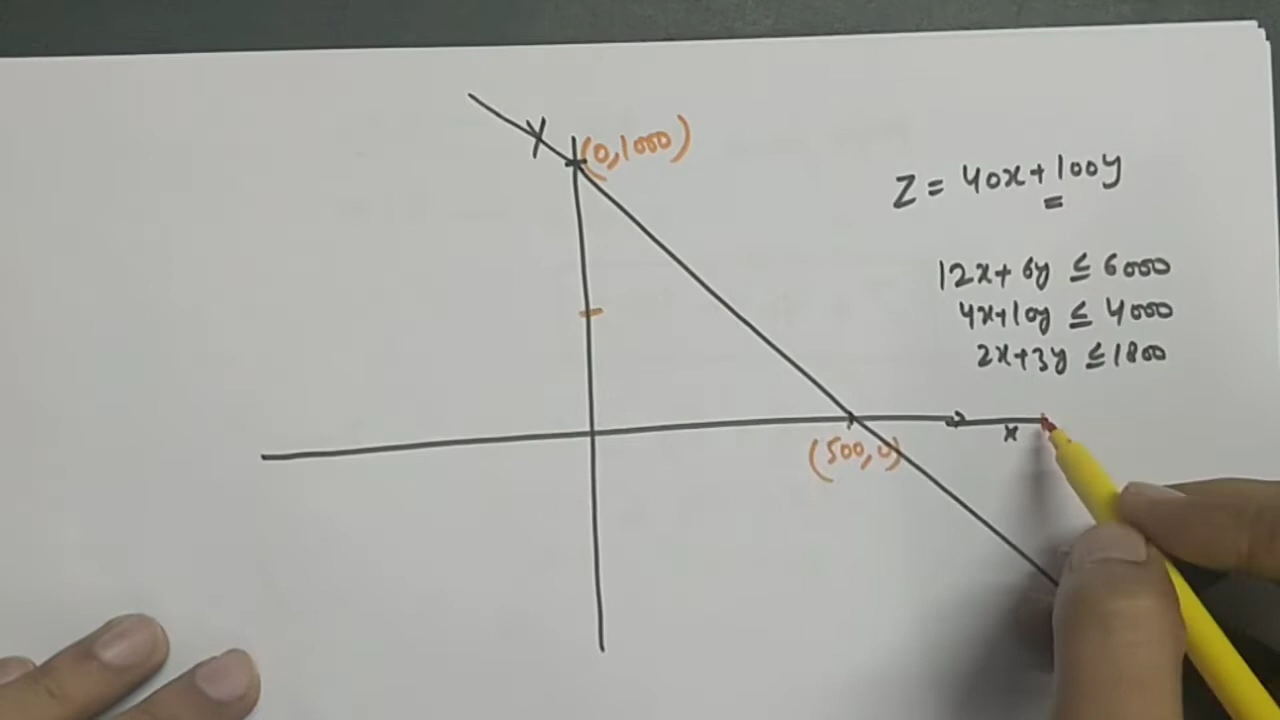 Y
(0,1000)
Z = 40x+100y
12x+6y ≤ 6000
4x+10y ≤ 4000
2x+3y ≤ 1800
x
(500,0)